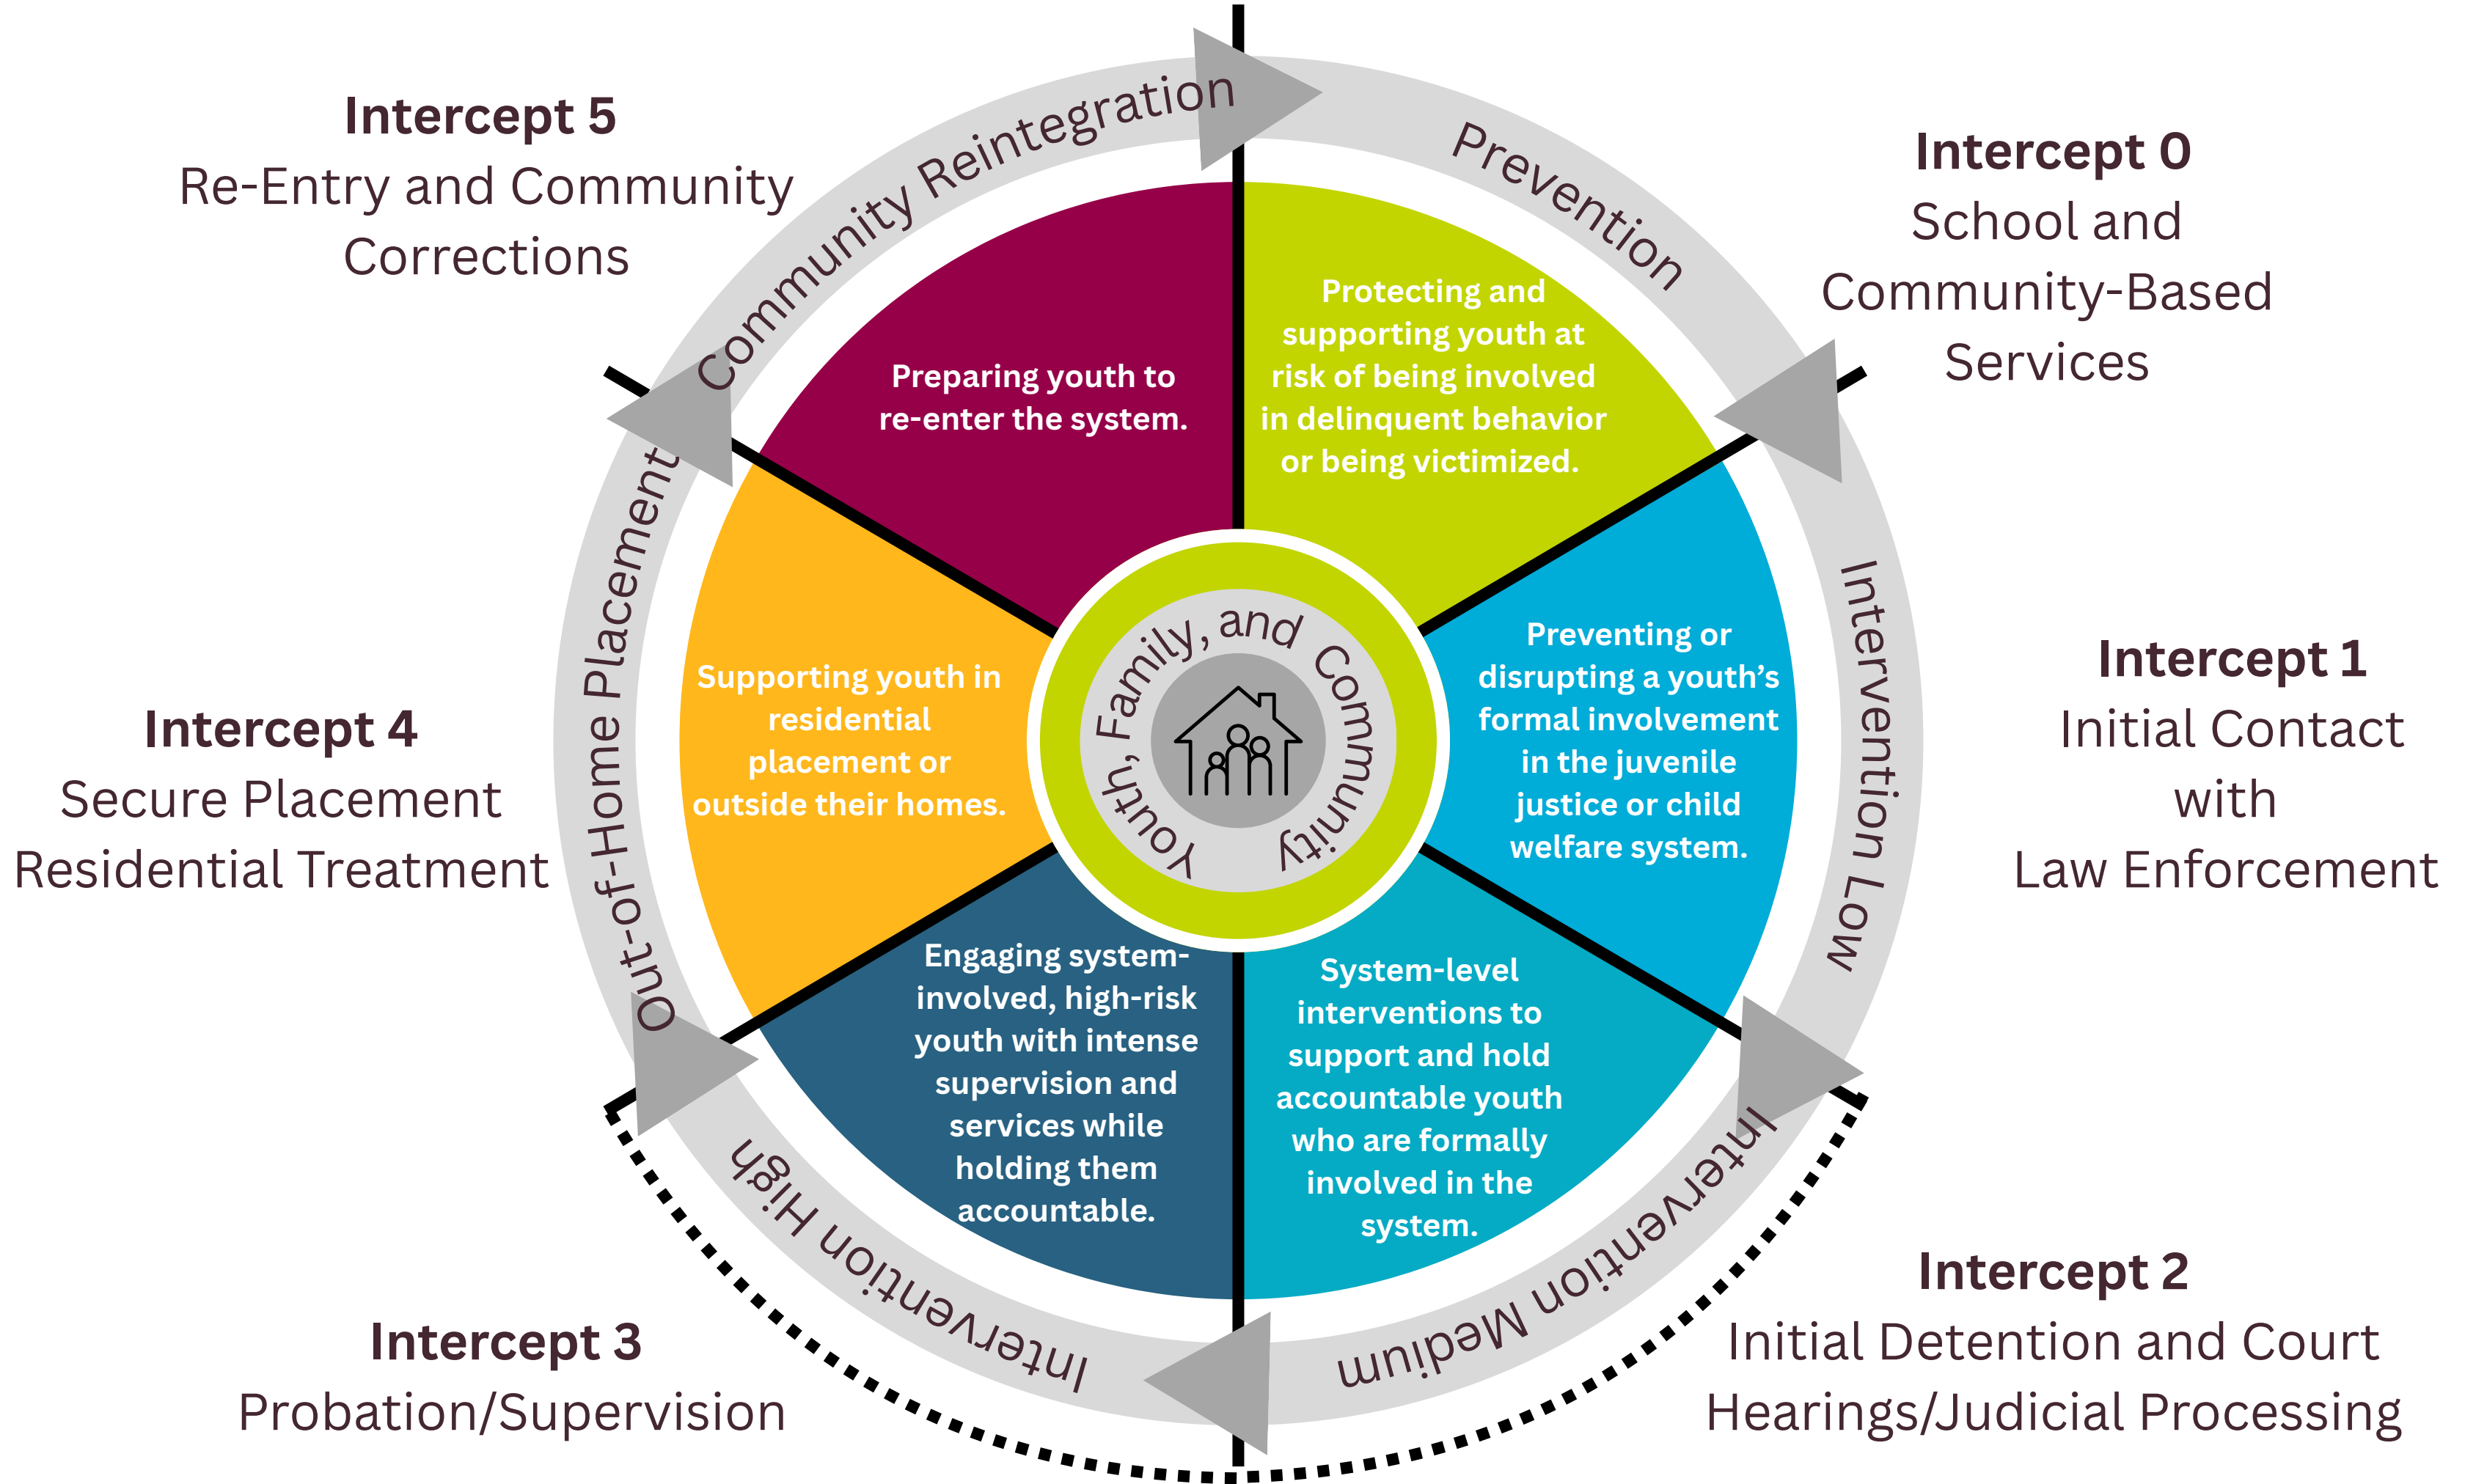 Intercept 0
School and
Community-Based
Services
Prevention
Protecting and
supporting youth at
risk of being involved
in delinquent behavior
or being victimized.
Intercept 1
Initial Contact
with
Law Enforcement
Intervention Low
Preventing or
disrupting a youth’s
formal involvement
in the juvenile
justice or child
welfare system.
Intercept 2
Initial Detention and Court
Hearings/Judicial Processing
Intervention Medium
System-level
interventions to
support and hold
accountable youth
who are formally
involved in the
system.
Intercept 3
Probation/Supervision
Intervention High
Engaging system-
involved, high-risk
youth with intense
supervision and
services while
holding them
accountable.
Intercept 4
Secure Placement
Residential Treatment
Out-of-Home Placement
Supporting youth in
residential
placement or
outside their homes.
Intercept 5
Re-Entry and Community
Corrections
Community Reintegration
Preparing youth to
re-enter the system.
Youth, Family, and Community